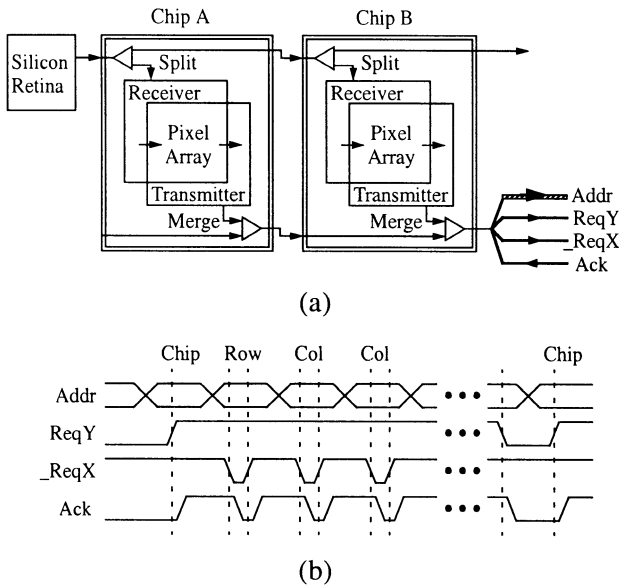 Chip A
Chip B
Silicon
Retina
Split
Split
Receiver
Receiver
Pixel
Array
Pixel
Array
Transmitter
Transmitter
Merge
Merge
Addr
ReqY
_ReqX
Ack
(a)
Chip Row Col Col Chip
Addr
ReqY
_ReqX
Ack
(b)